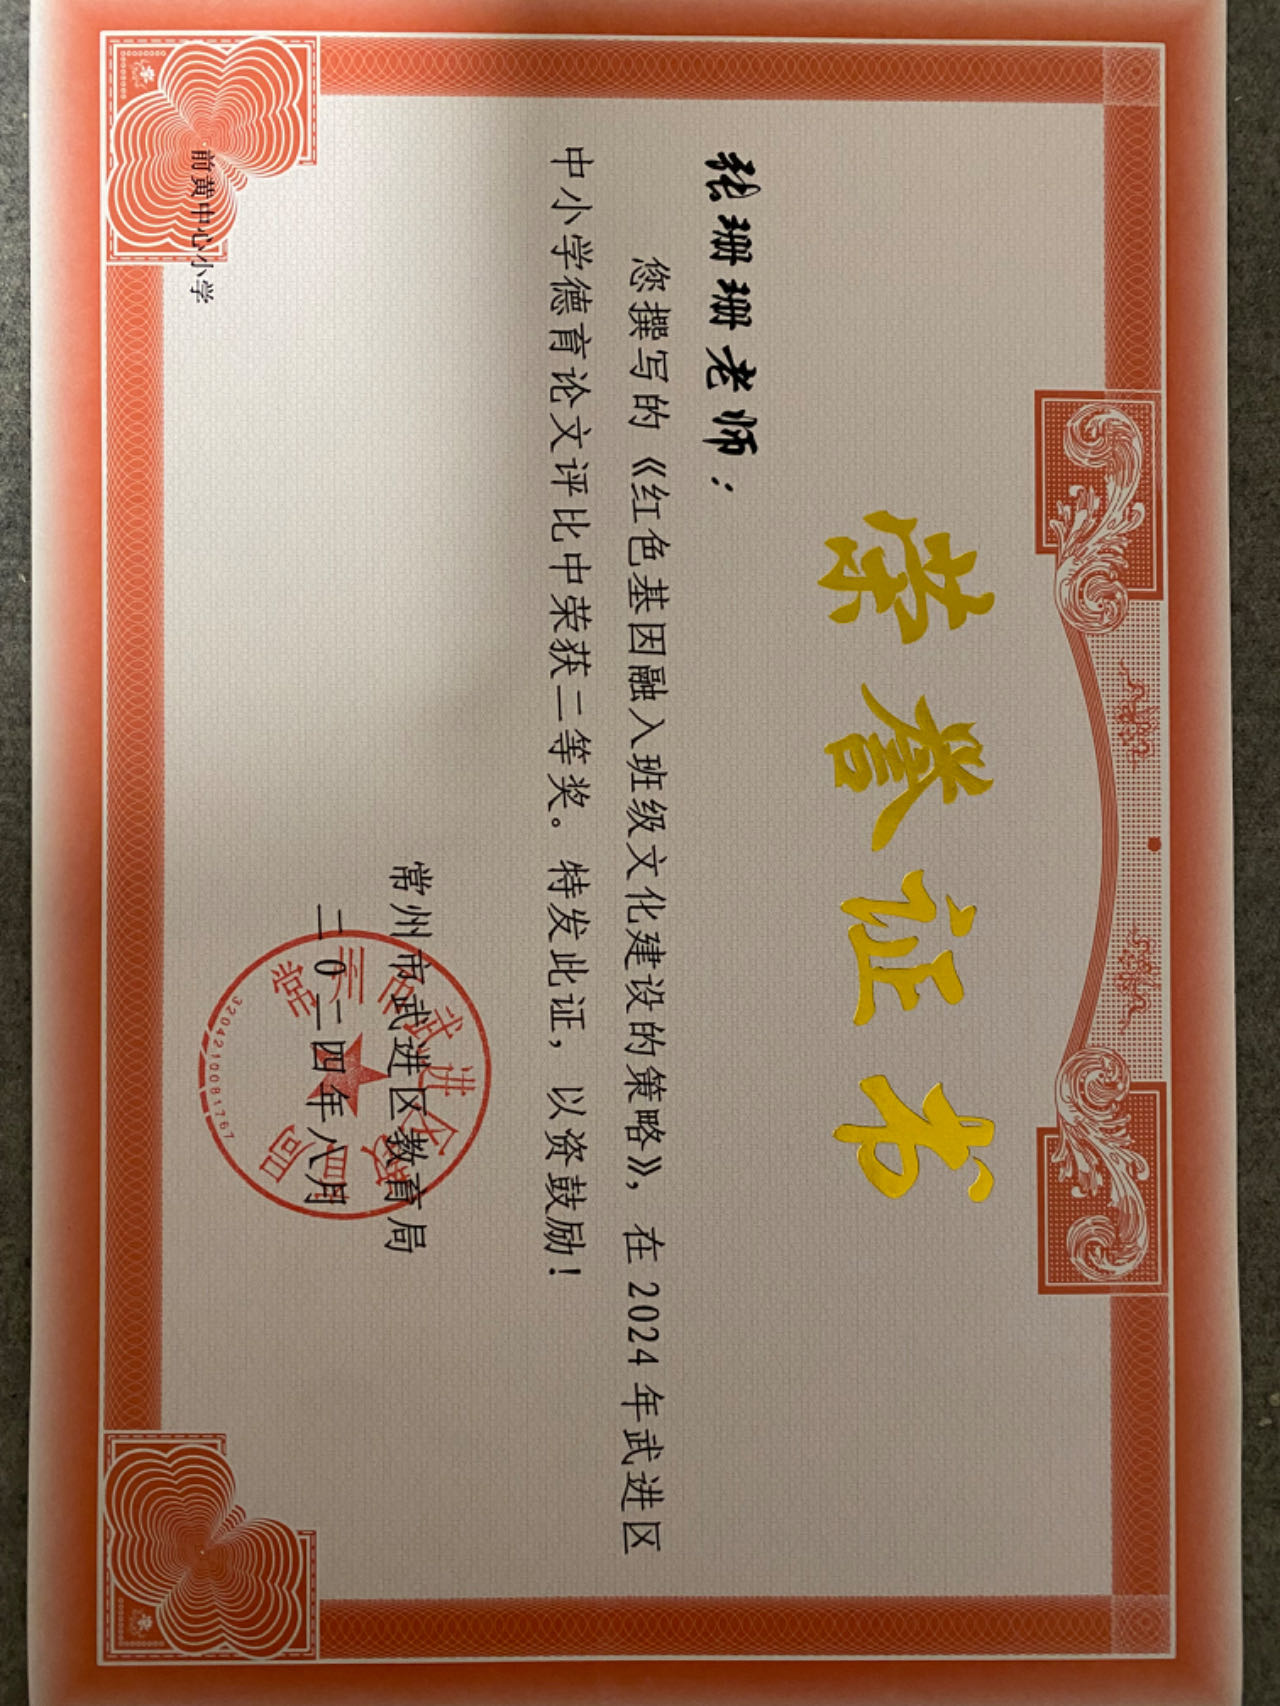 荣誉证书
张珊珊老师：
您撰写的《红色基因融入班级文化建设的策略》，在2024年武进区
中小学德育论文评比中荣获二等奖。特发此证，以资鼓励！
常州市武进区教育局
二0二四年八月
3204210081767
前黄中心小学